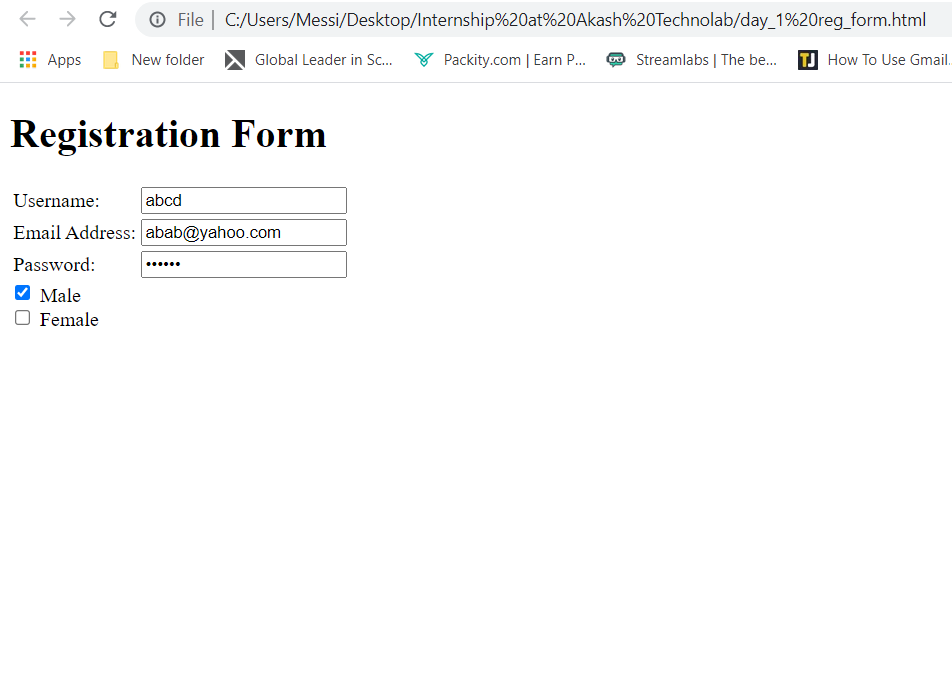 File | C:/Users/Messi/Desktop/Internship%20at%20Akash%20Technolab/day_1%20reg_form.html
Apps New folder Global Leader in Sc... Packity.com | Earn P... Streamlabs | The be... TJ How To Use Gmail.
Registration Form
Username: abcd
Email Address: abab@yahoo.com
Password: ••••••
Male
Female